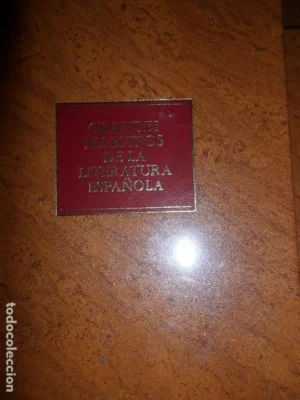 GRANDES
MAESTROS
DE LA
LITERATURA
ESPAÑOLA
todocoleccion